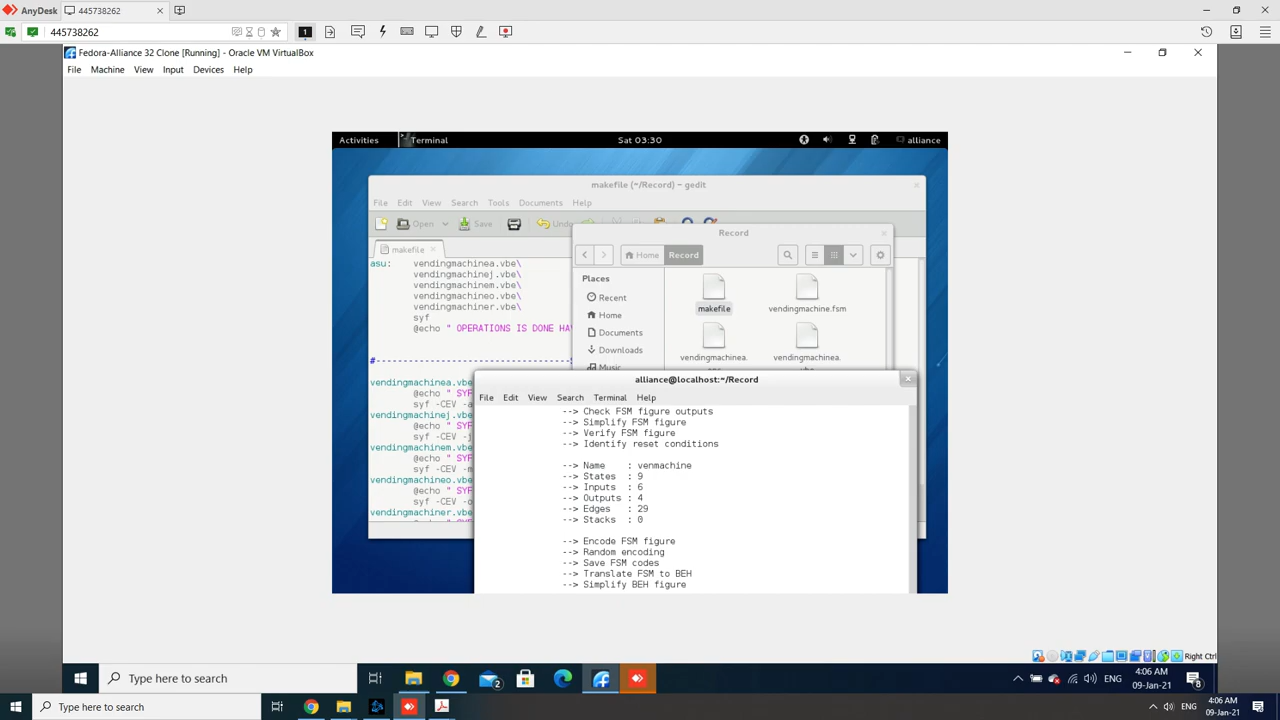 AnyDesk
445738262
445738262
1
Fedora-Alliance 32 Clone [Running] - Oracle VM VirtualBox
File Machine View Input Devices Help
Activities Terminal Sat 03:30 alliance
makefile (~/Record) − gedit
File Edit View Search Tools Documents Help
Open Save Undo
Record
makefile
Home Record
asu: vendingmachinea.vbe\
vendingmachinej.vbe\
vendingmachinem.vbe\
vendingmachineo.vbe\
vendingmachiner.vbe\
syf
@echo " OPERATIONS IS DONE HA
#-----------------------------------
Places
Recent
Home
Documents
Downloads
Music
makefile vendingmachine.fsm
vendingmachinea. vendingmachinea.
vendingmachinea.vbe
@echo " SYF
syf -CEV -a
vendingmachinej.vbe
@echo " SYF
syf -CEV -j
vendingmachinem.vbe
@echo " SYF
syf -CEV -m
vendingmachineo.vbe
@echo " SYF
syf -CEV -o
vendingmachiner.vbe
alliance@localhost:~/Record
File Edit View Search Terminal Help
--> Check FSM figure outputs
--> Simplify FSM figure
--> Verify FSM figure
--> Identify reset conditions
--> Name : venmachine
--> States : 9
--> Inputs : 6
--> Outputs : 4
--> Edges : 29
--> Stacks : 0
--> Encode FSM figure
--> Random encoding
--> Save FSM codes
--> Translate FSM to BEH
--> Simplify BEH figure
Right Ctrl
Type here to search
2
ENG
4:06 AM
09-Jan-21
8
Type here to search
ENG
4:06 AM
09-Jan-21